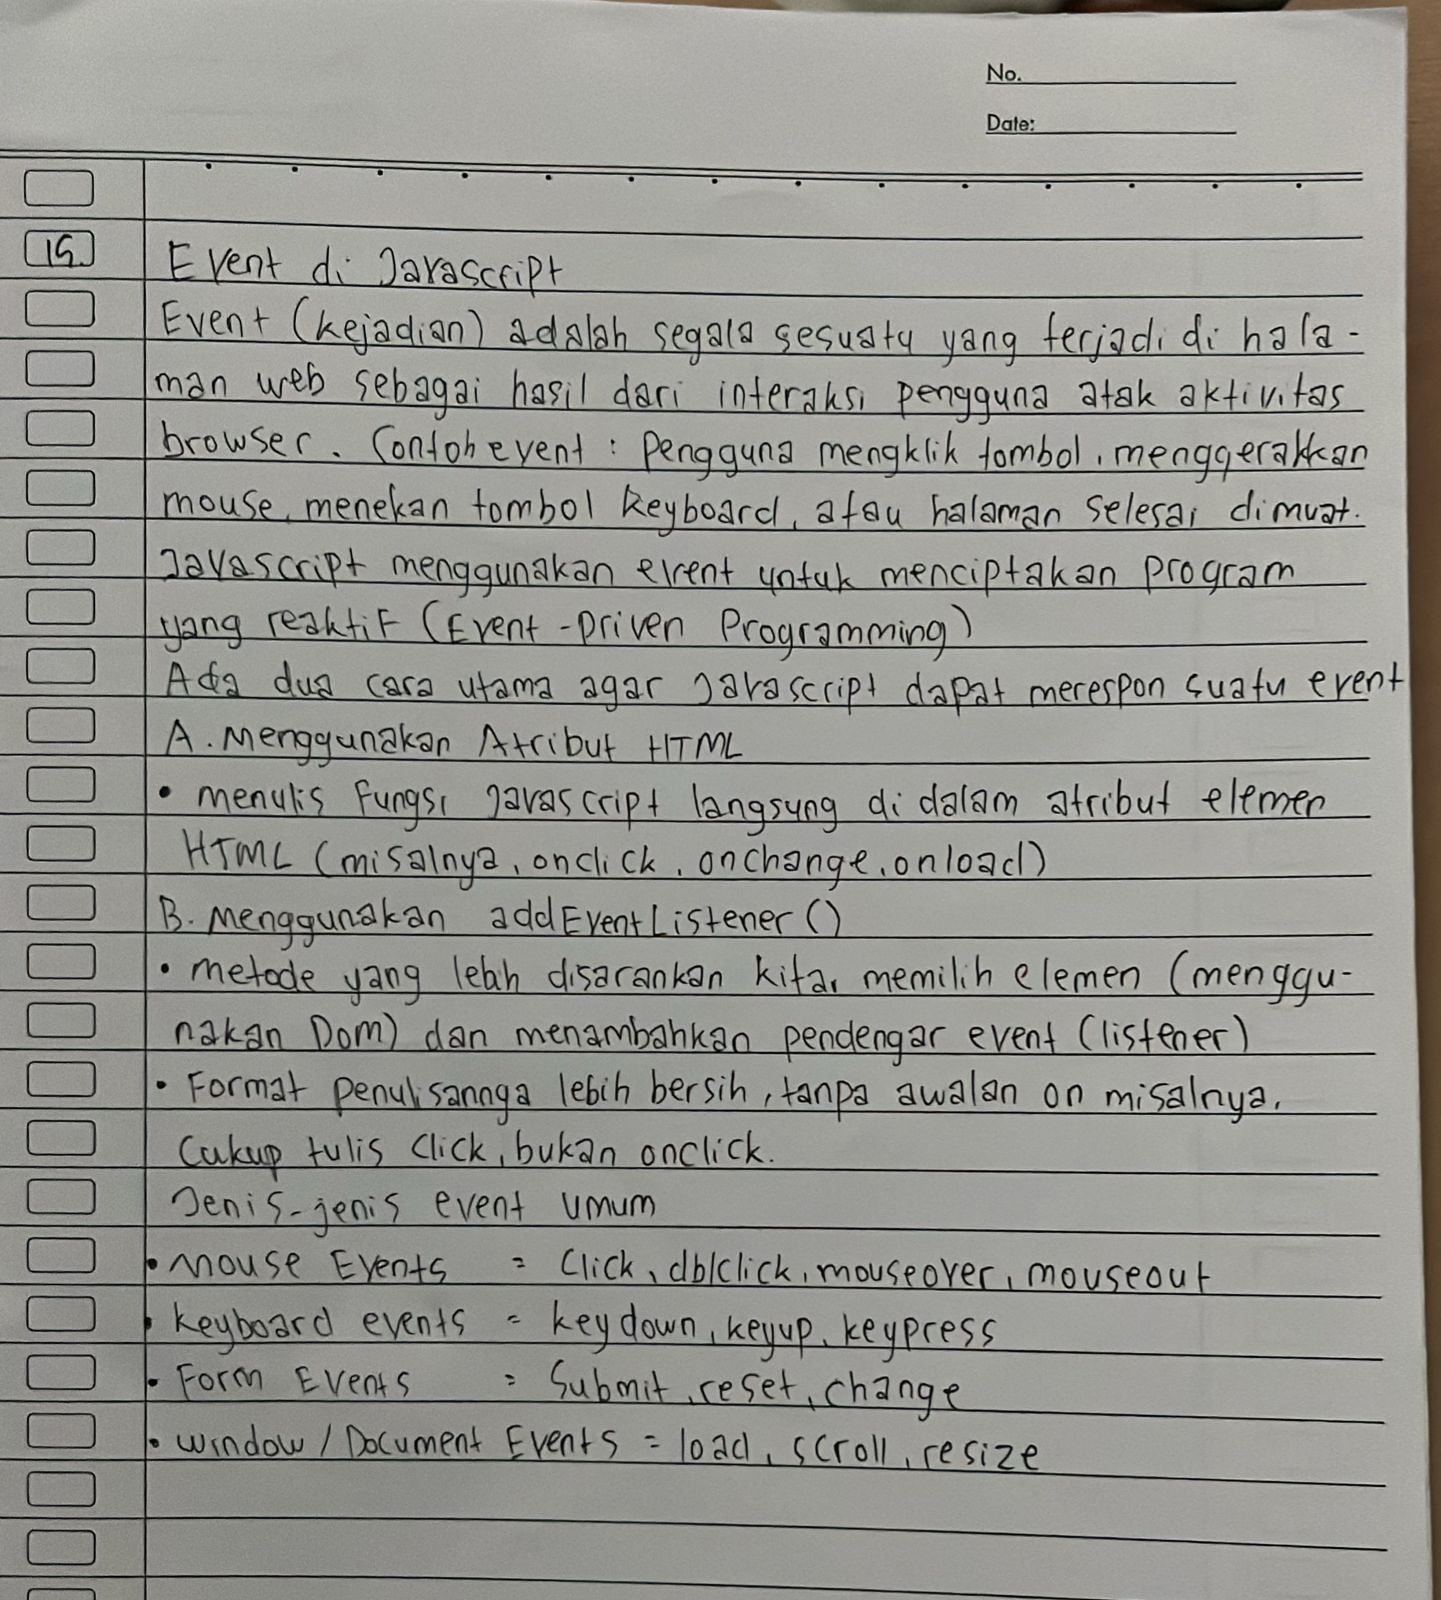 No.
Date:
15. Event di Javascript
Event (kejadian) adalah segala sesuatu yang terjadi di hala-
man web sebagai hasil dari interaksi pengguna atak aktivitas
browser. Contoh event : Pengguna mengklik tombol, menggerakkan
mouse, menekan tombol keyboard, atau halaman selesai dimuat.
Javascript menggunakan event untuk menciptakan program
yang reaktif (Event-Driven Programming)
Ada dua cara utama agar Javascript dapat merespon suatu event
A. Menggunakan Atribut HTML
• menulis fungsi javascript langsung di dalam atribut elemen
HTML (misalnya, onclick, onchange, onload)
B. Menggunakan addEventListener ()
• metode yang lebih disarankan kita, memilih elemen (menggu-
nakan Dom) dan menambahkan pendengar event (listener)
• Format penulisannga lebih bersih, tanpa awalan on misalnya,
Cukup tulis Click, bukan onclick.
Jenis-jenis event umum
• Mouse Events = Click, dblclick, mouseover, mouseout
• Keyboard events = keydown, keyup, keypress
• Form Events = Submit, reset, change
• Window / Document Events = load, scroll, resize